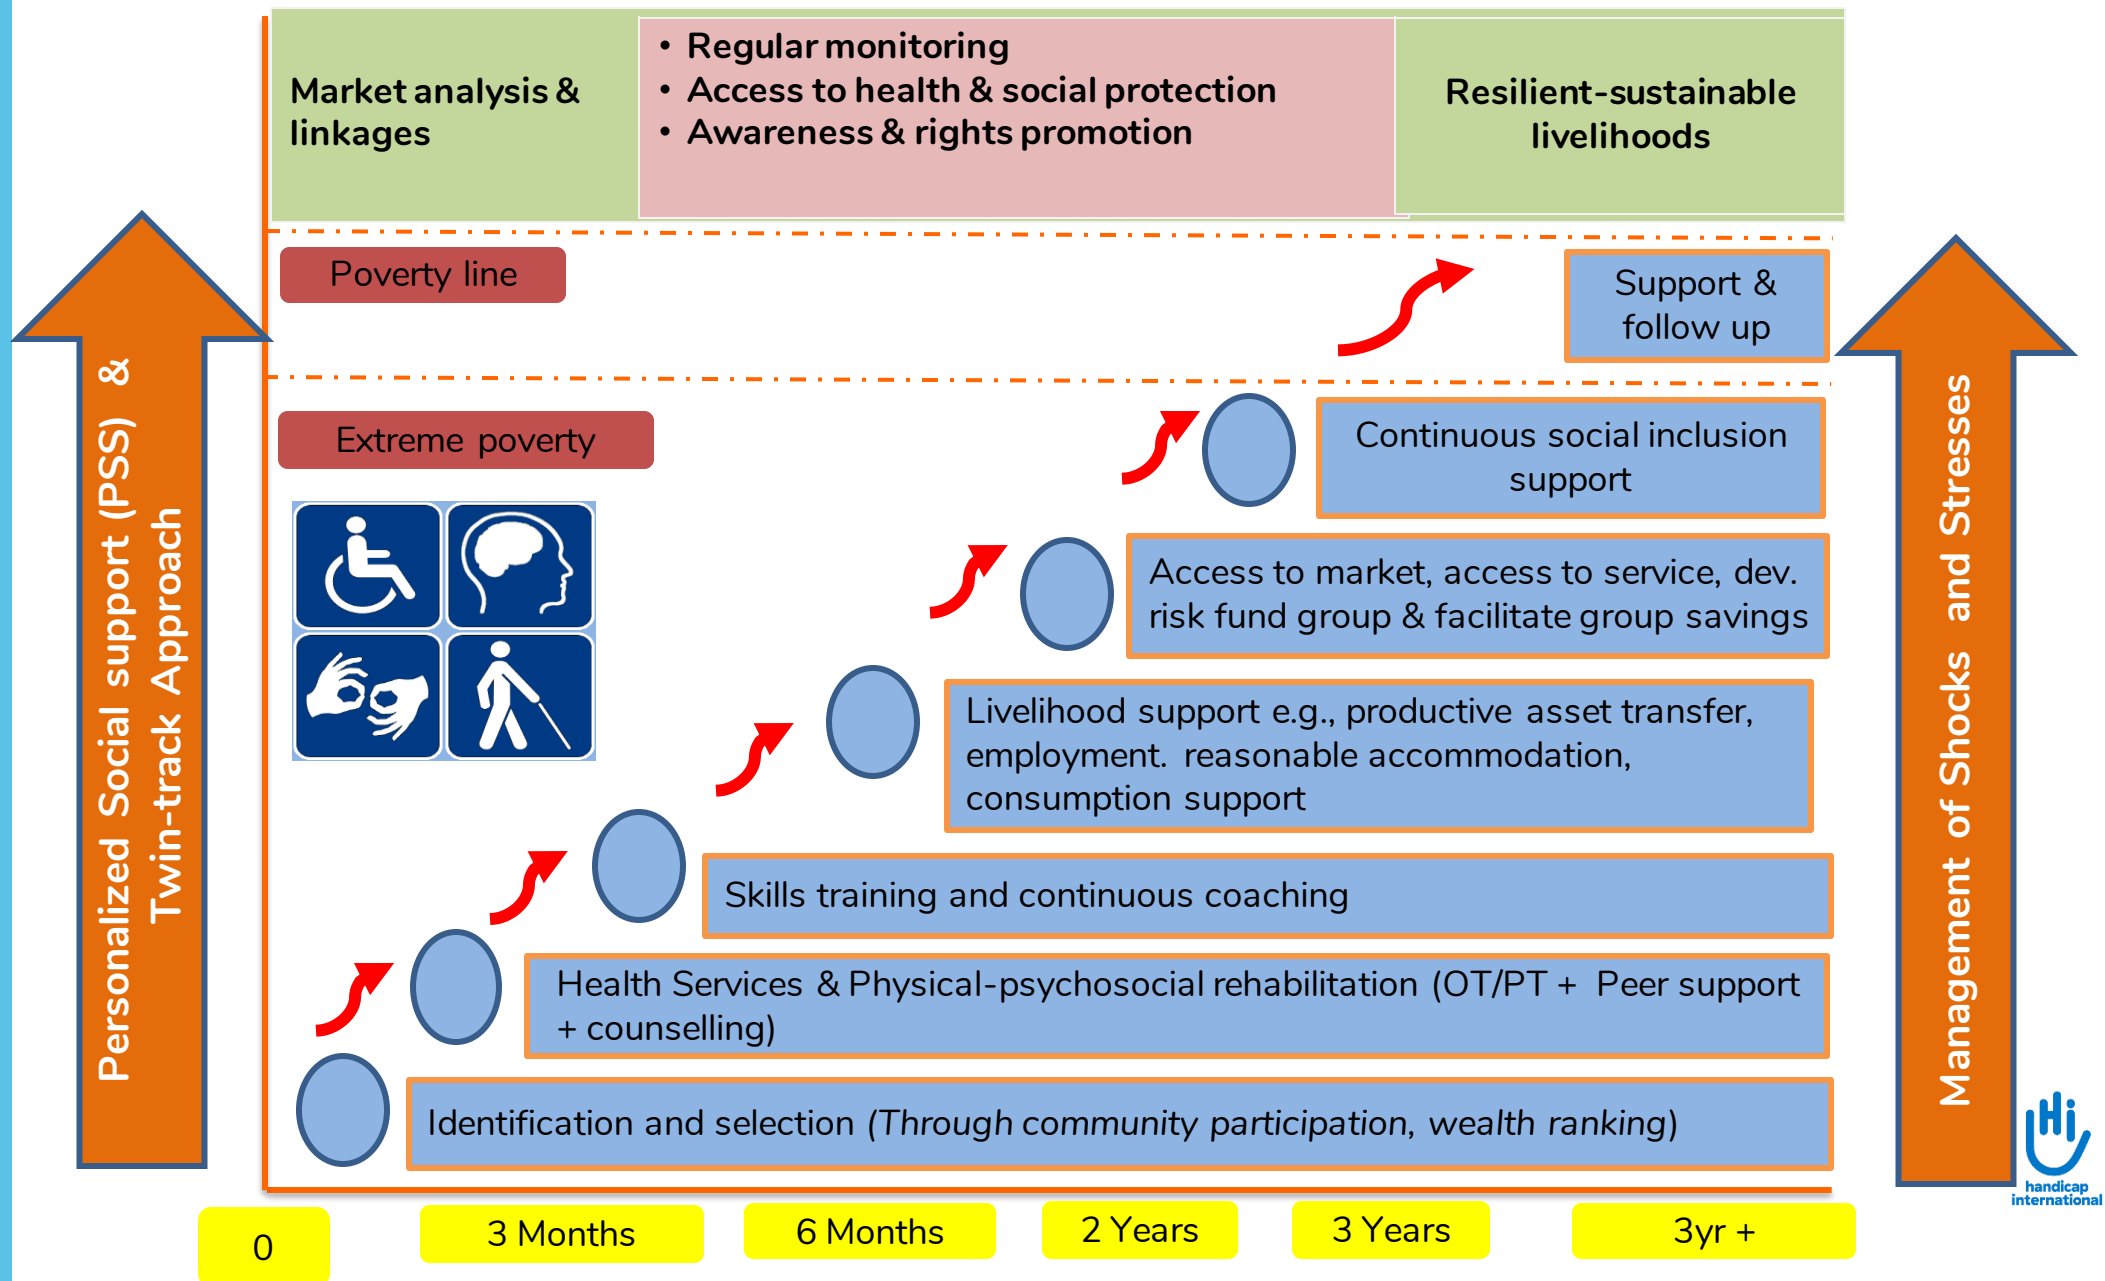 Market analysis &
linkages
• Regular monitoring
• Access to health & social protection
• Awareness & rights promotion
Resilient-sustainable
livelihoods
Poverty line
Support &
follow up
Extreme poverty
Continuous social inclusion
support
Access to market, access to service, dev.
risk fund group & facilitate group savings
Livelihood support e.g., productive asset transfer,
employment. reasonable accommodation,
consumption support
Skills training and continuous coaching
Health Services & Physical-psychosocial rehabilitation (OT/PT + Peer support
+ counselling)
Identification and selection (Through community participation, wealth ranking)
Personalized Social support (PSS) &
Twin-track Approach
Management of Shocks and Stresses
0
3 Months
6 Months
2 Years
3 Years
3yr +
Hi
handicap
international